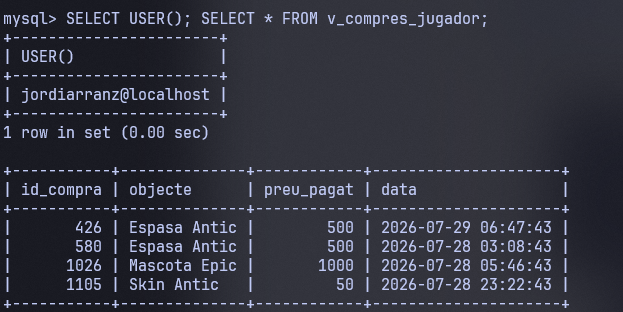 mysql> SELECT USER(); SELECT * FROM v_compres_jugador;
+-----------------------+
| USER()                |
+-----------------------+
| jordiarranz@localhost |
+-----------------------+
1 row in set (0.00 sec)

+-----------+--------------+-------------+---------------------+
| id_compra | objecte      | preu_pagat | data                |
+-----------+--------------+-------------+---------------------+
|       426 | Espasa Antic |         500 | 2026-07-29 06:47:43 |
|       580 | Espasa Antic |         500 | 2026-07-28 03:08:43 |
|      1026 | Mascota Epic |        1000 | 2026-07-28 05:46:43 |
|      1105 | Skin Antic   |          50 | 2026-07-28 23:22:43 |
+-----------+--------------+-------------+---------------------+